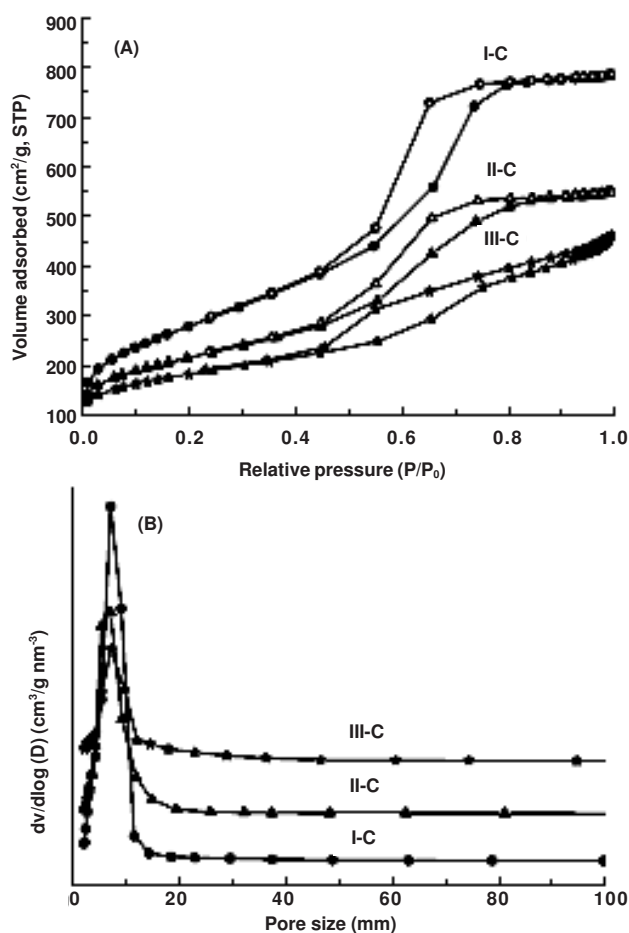 900
(A)
I-C
800
700
II-C
600
500
III-C
400
300
200
100
0.0
0.2
0.4
0.6
0.8
1.0
Volume adsorbed (cm²/g, STP)
Relative pressure (P/P₀)
(B)
III-C
II-C
I-C
0
20
40
60
80
100
dv/dlog (D) (cm³/g nm⁻³)
Pore size (mm)